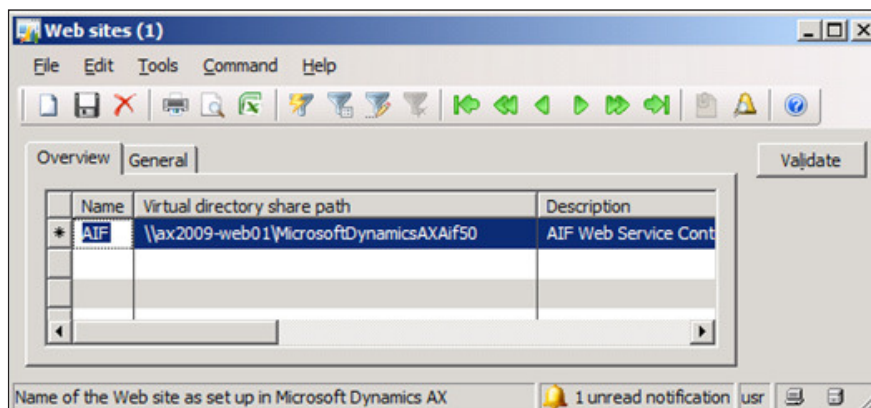 Web sites (1)
File Edit Tools Command Help
Overview General Validate
Name Virtual directory share path Description
* AIF \\ax2009-web01\MicrosoftDynamicsAXAif50 AIF Web Service Cont
Name of the Web site as set up in Microsoft Dynamics AX 1 unread notification usr